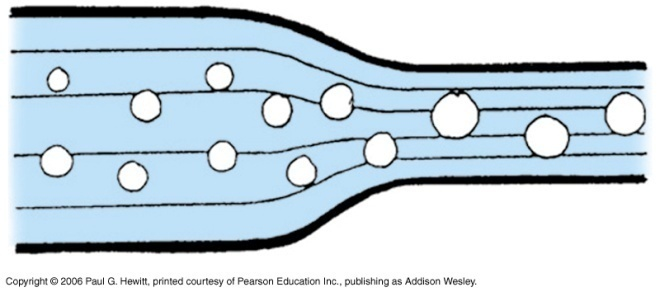 Copyright © 2006 Paul G. Hewitt, printed courtesy of Pearson Education Inc., publishing as Addison Wesley.